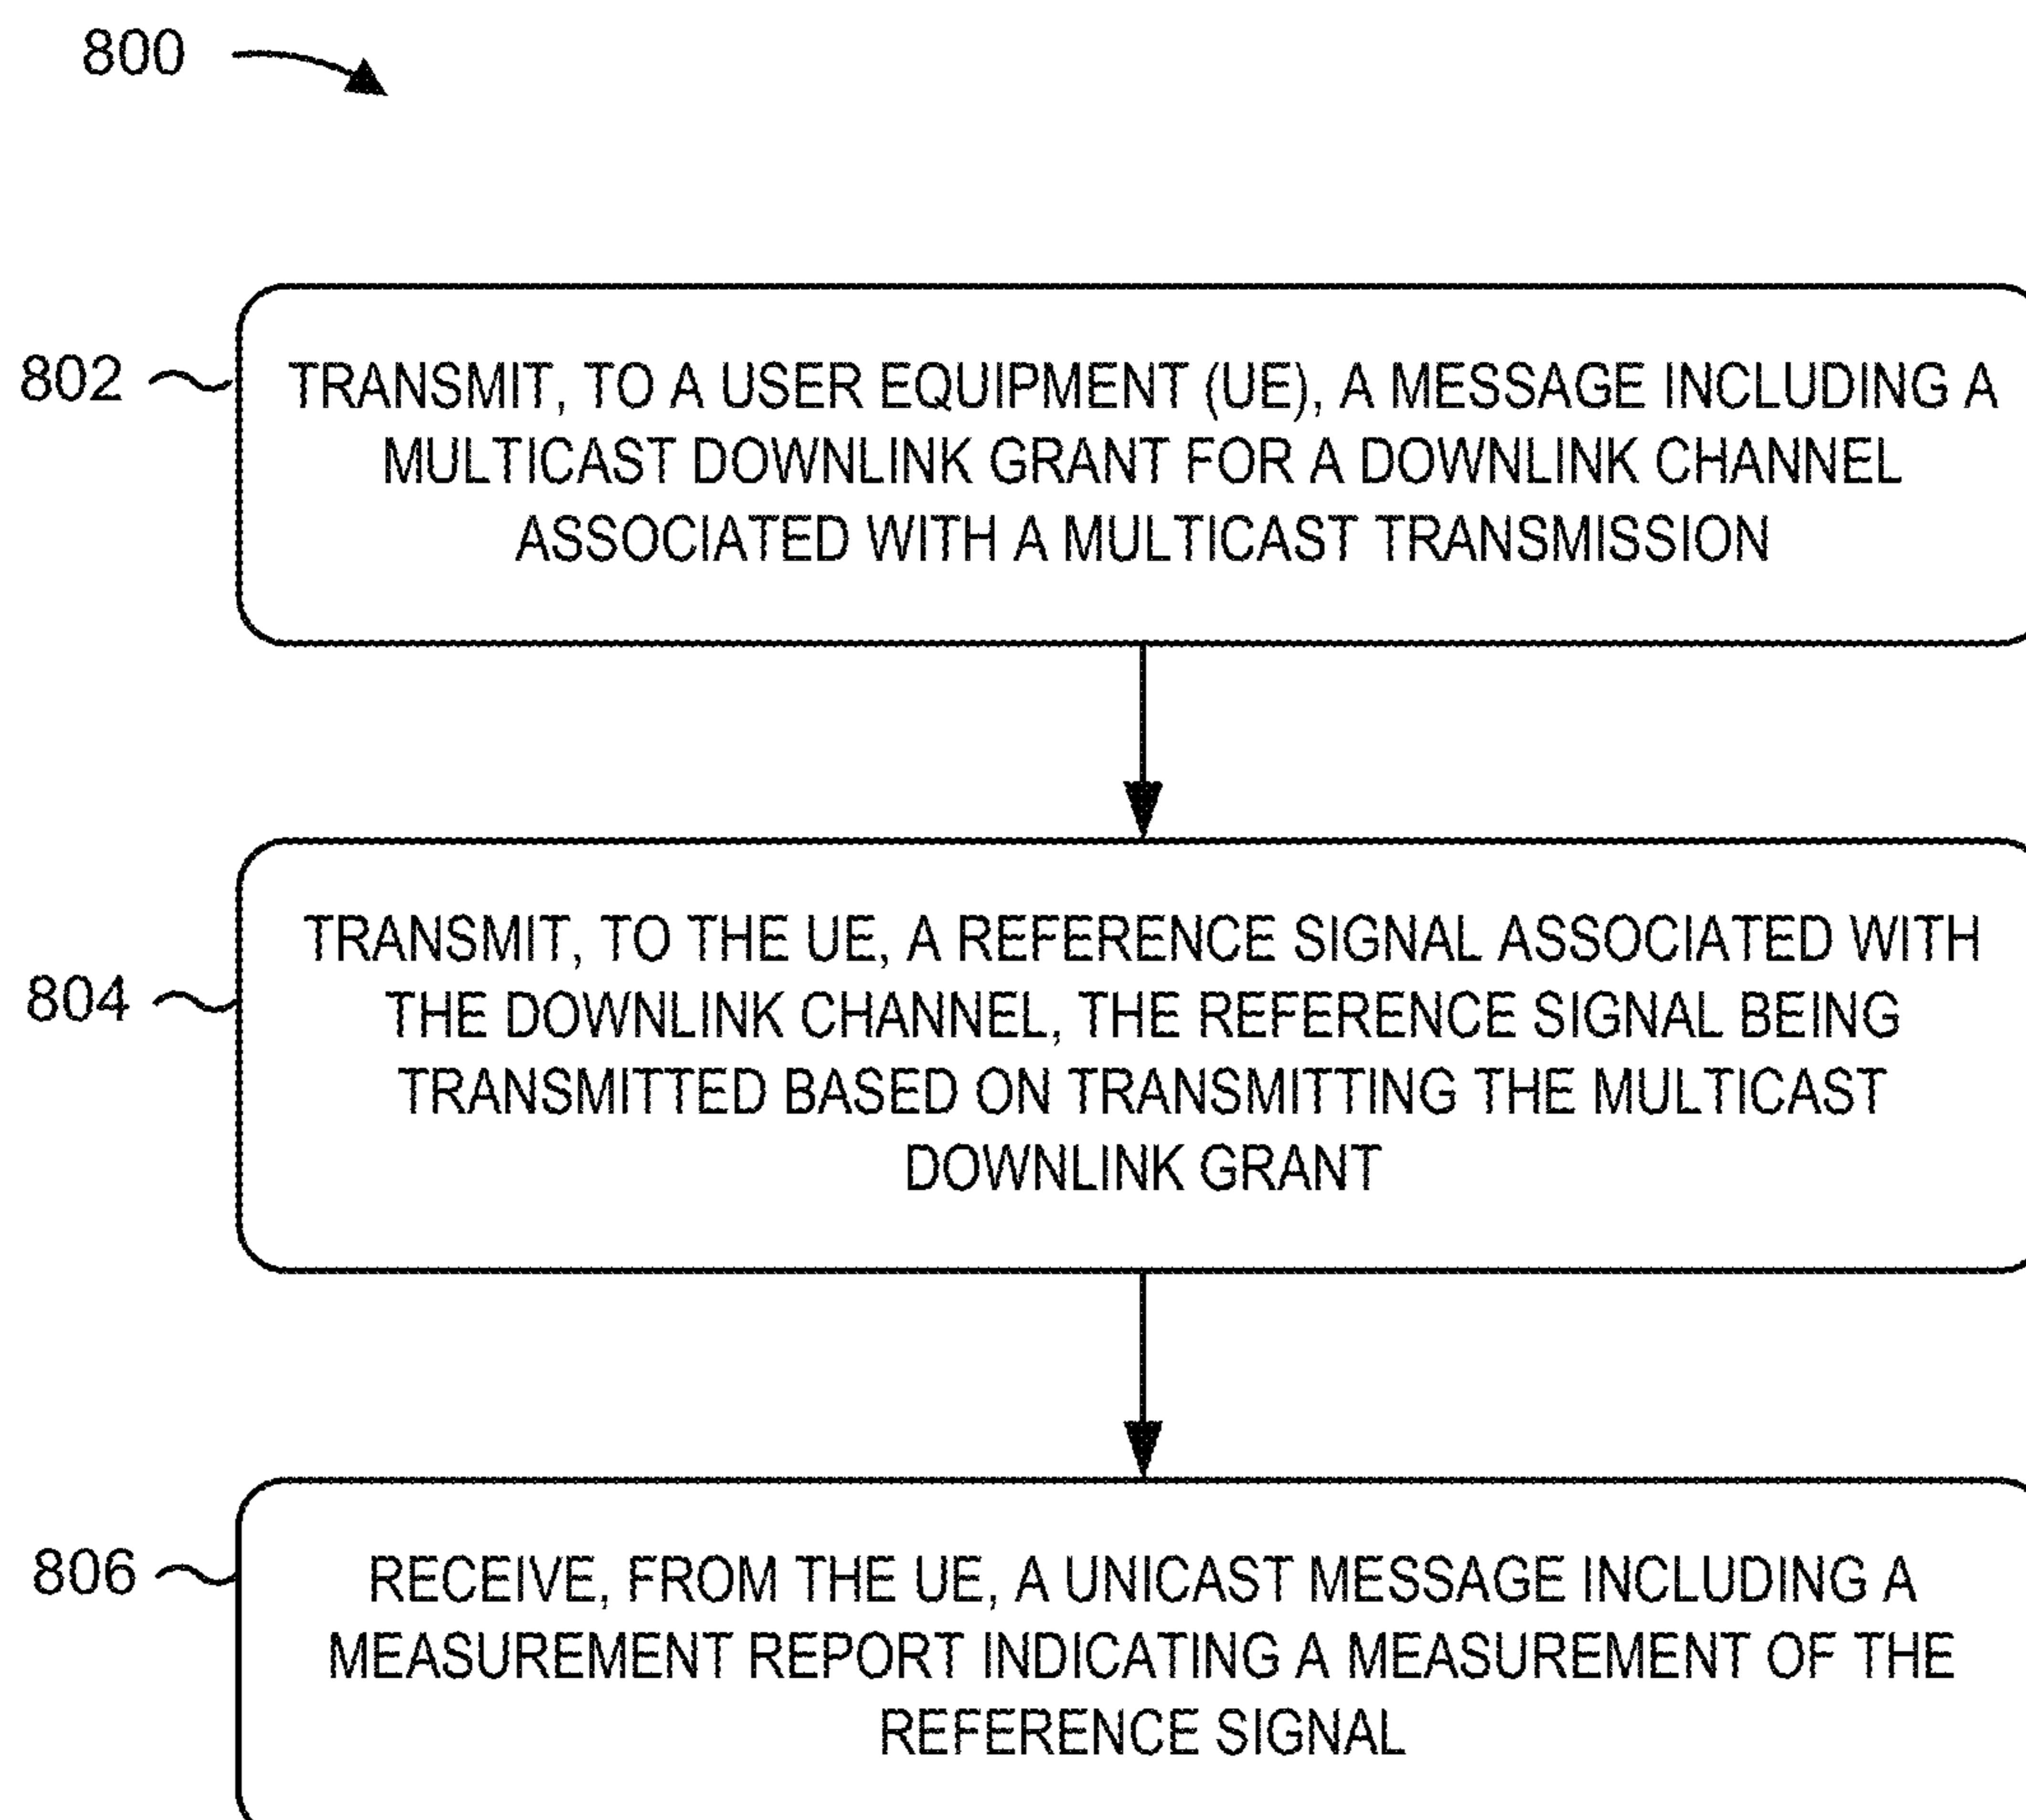 800
802
TRANSMIT, TO A USER EQUIPMENT (UE), A MESSAGE INCLUDING A
MULTICAST DOWNLINK GRANT FOR A DOWNLINK CHANNEL
ASSOCIATED WITH A MULTICAST TRANSMISSION
804
TRANSMIT, TO THE UE, A REFERENCE SIGNAL ASSOCIATED WITH
THE DOWNLINK CHANNEL, THE REFERENCE SIGNAL BEING
TRANSMITTED BASED ON TRANSMITTING THE MULTICAST
DOWNLINK GRANT
806
RECEIVE, FROM THE UE, A UNICAST MESSAGE INCLUDING A
MEASUREMENT REPORT INDICATING A MEASUREMENT OF THE
REFERENCE SIGNAL